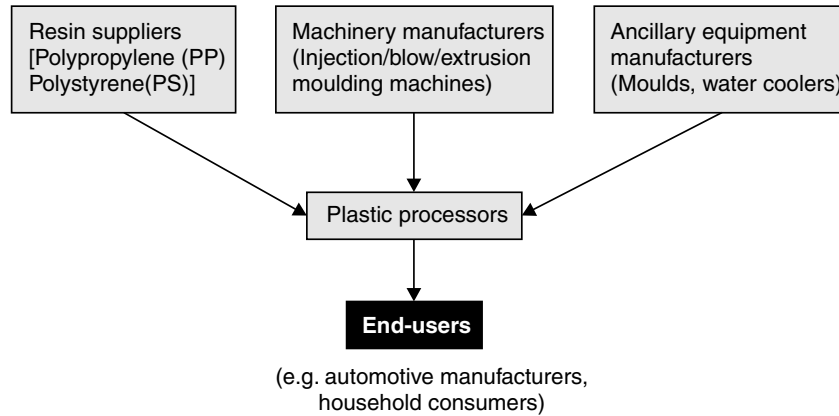 Resin suppliers
[Polypropylene (PP)
Polystyrene(PS)]
Machinery manufacturers
(Injection/blow/extrusion
moulding machines)
Ancillary equipment
manufacturers
(Moulds, water coolers)
Plastic processors
End-users
(e.g. automotive manufacturers,
household consumers)